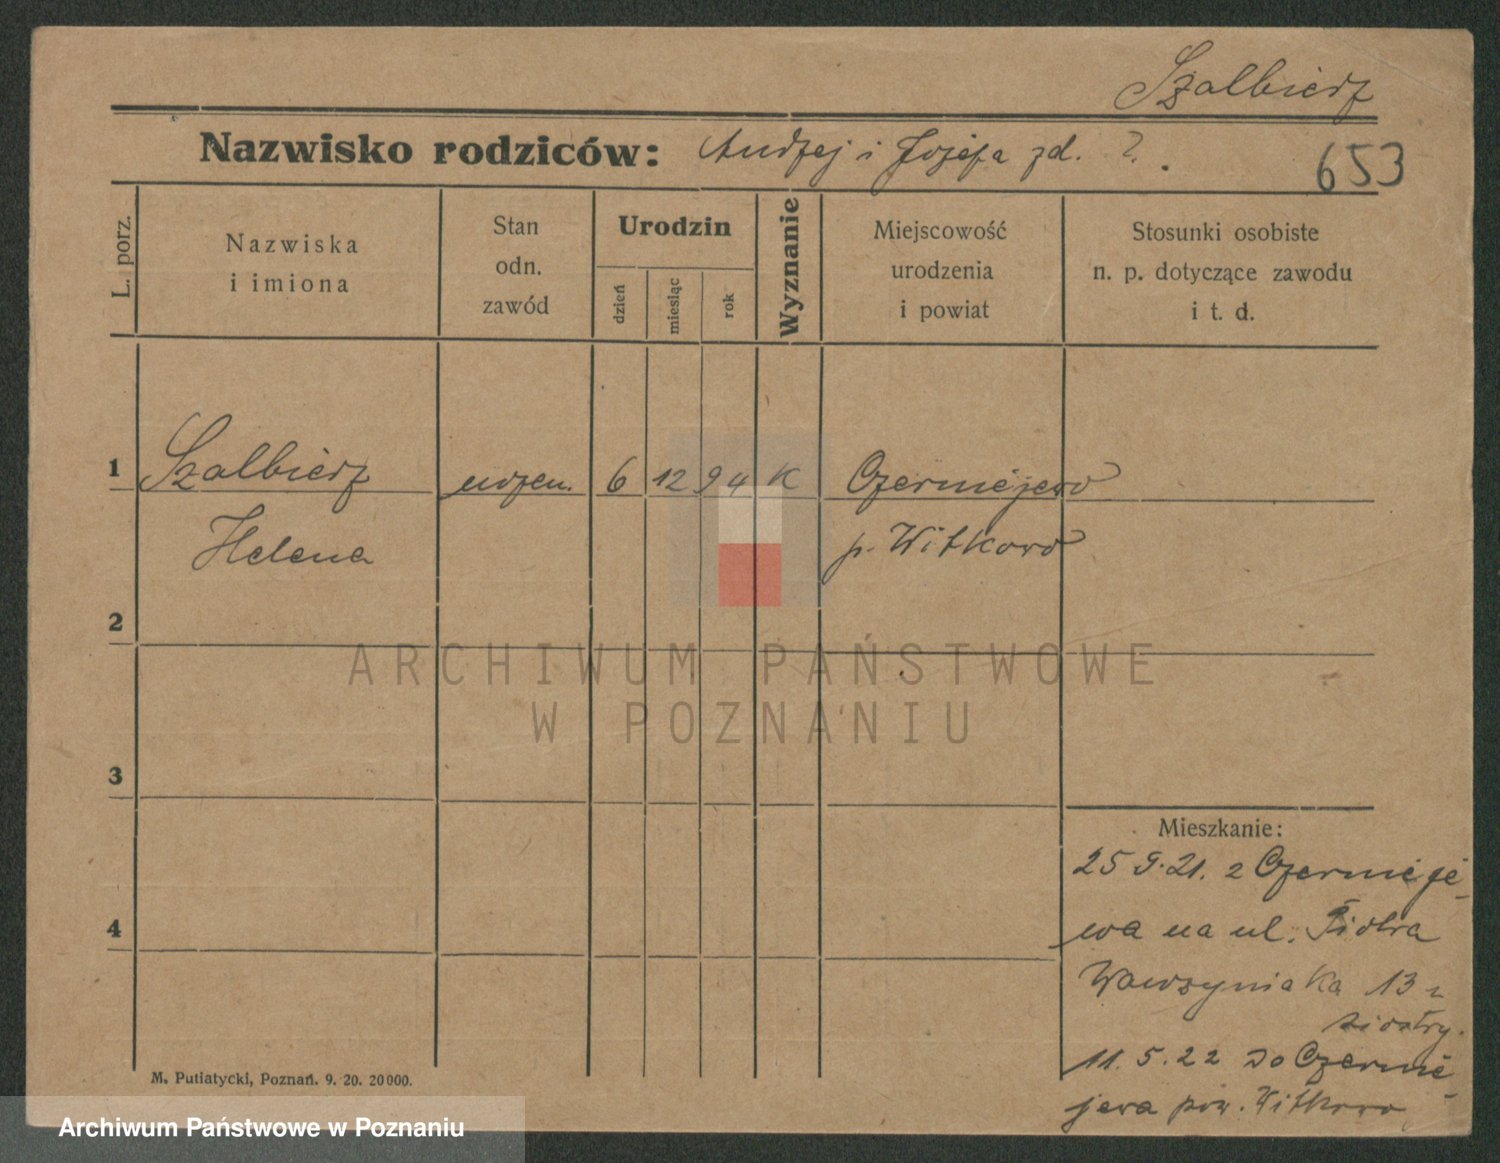 Szalbierz
Nazwisko rodziców: Andrzej i Józefa zd. ?.
653
L. porz.
Nazwiska
i imiona
Stan
odn.
zawód
Urodzin
dzień
miesiąc
rok
Wyznanie
Miejscowość
urodzenia
i powiat
Stosunki osobiste
n. p. dotyczące zawodu
i t. d.
1 Szalbierz 6 12 94 K Czerniejewo
Helena p. Witkowo
2
ARCHIWUM PAŃSTWOWE
W POZNANIU
3
Mieszkanie:
25 9. 21. z Czernieje-
wa na ul. Piotra
4
Wawrzyniaka 13 u
siostry.
11. 5. 22 do Czernie-
jewa pow. Witkowo
M. Putiatycki, Poznań. 9. 20. 20000.
Archiwum Państwowe w Poznaniu